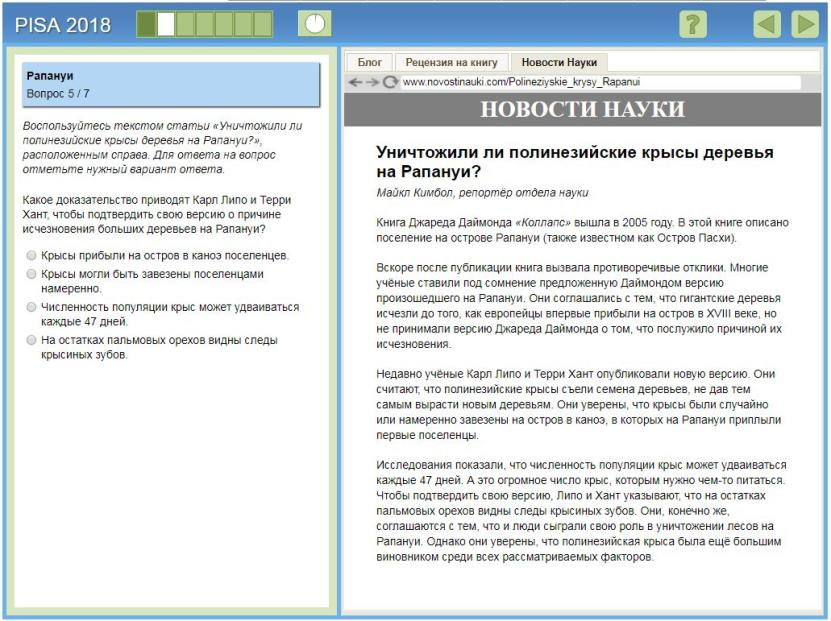 PISA 2018
?
Рапануи
Вопрос 5 / 7
Воспользуйтесь текстом статьи «Уничтожили ли
полинезийские крысы деревья на Рапануи?»,
расположенным справа. Для ответа на вопрос
отметьте нужный вариант ответа.
Какое доказательство приводят Карл Липо и Терри
Хант, чтобы подтвердить свою версию о причине
исчезновения больших деревьев на Рапануи?
Крысы прибыли на остров в каноэ поселенцев.
Крысы могли быть завезены поселенцами
намеренно.
Численность популяции крыс может удваиваться
каждые 47 дней.
На остатках пальмовых орехов видны следы
крысиных зубов.
Блог
Рецензия на книгу
Новости Науки
www.novostinauki.com/Polineziyskie_krysy_Rapanui
НОВОСТИ НАУКИ
Уничтожили ли полинезийские крысы деревья
на Рапануи?
Майкл Кимбол, репортёр отдела науки
Книга Джареда Даймонда «Коллапс» вышла в 2005 году. В этой книге описано
поселение на острове Рапануи (также известном как Остров Пасхи).
Вскоре после публикации книга вызвала противоречивые отклики. Многие
учёные ставили под сомнение предложенную Даймондом версию
произошедшего на Рапануи. Они соглашались с тем, что гигантские деревья
исчезли до того, как европейцы впервые прибыли на остров в XVIII веке, но
не принимали версию Джареда Даймонда о том, что послужило причиной их
исчезновения.
Недавно учёные Карл Липо и Терри Хант опубликовали новую версию. Они
считают, что полинезийские крысы съели семена деревьев, не дав тем
самым вырасти новым деревьям. Они уверены, что крысы были случайно
или намеренно завезены на остров в каноэ, в которых на Рапануи приплыли
первые поселенцы.
Исследования показали, что численность популяции крыс может удваиваться
каждые 47 дней. А это огромное число крыс, которым нужно чем-то питаться.
Чтобы подтвердить свою версию, Липо и Хант указывают, что на остатках
пальмовых орехов видны следы крысиных зубов. Они, конечно же,
соглашаются с тем, что и люди сыграли свою роль в уничтожении лесов на
Рапануи. Однако они уверены, что полинезийская крыса была ещё большим
виновником среди всех рассматриваемых факторов.